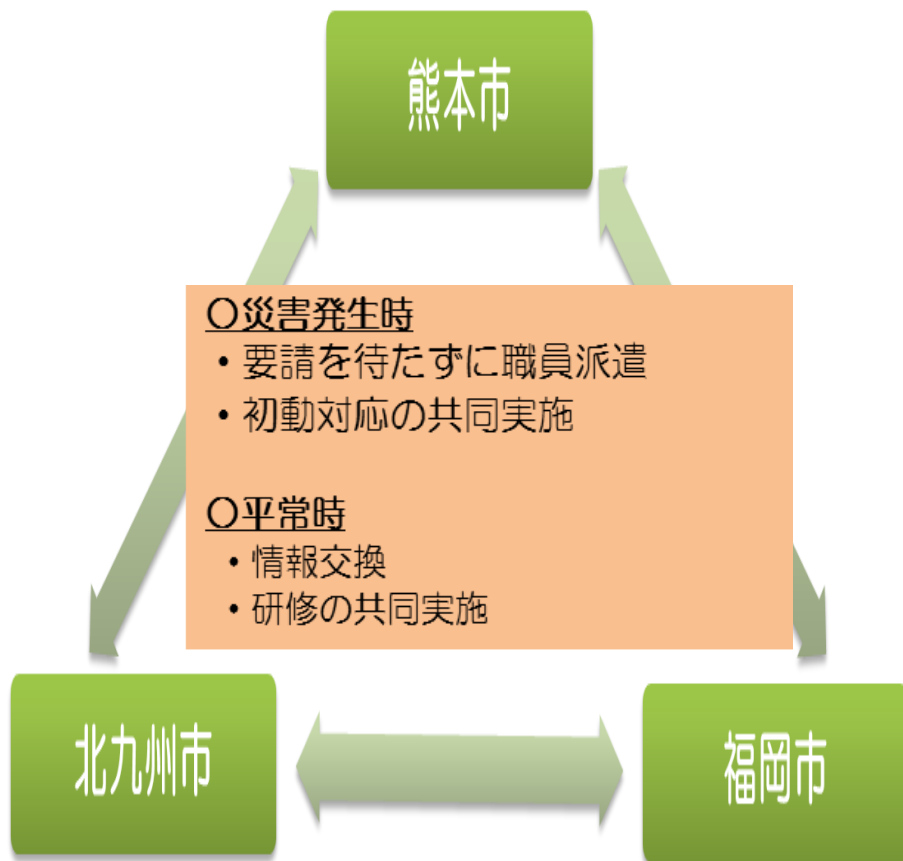 熊本市
〇災害発生時
・要請を待たずに職員派遣
・初動対応の共同実施
〇平常時
・情報交換
・研修の共同実施
北九州市
福岡市